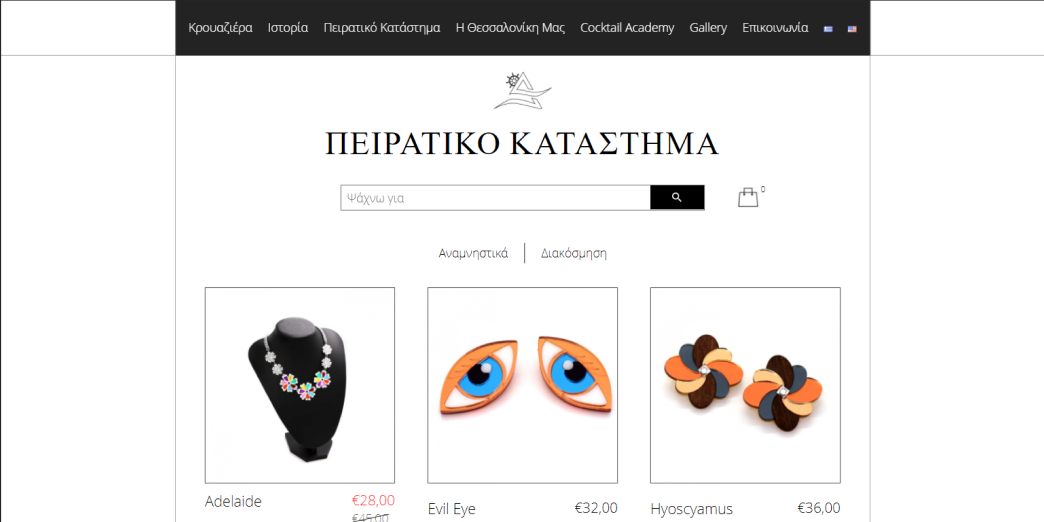 Κρουαζιέρα Ιστορία Πειρατικό Κατάστημα Η Θεσσαλονίκη Μας Cocktail Academy Gallery Επικοινωνία
ΠΕΙΡΑΤΙΚΟ ΚΑΤΑΣΤΗΜΑ
Ψάχνω για
0
Αναμνηστικά Διακόσμηση
Adelaide €28,00
€45,00
Evil Eye €32,00
Hyoscyamus €36,00